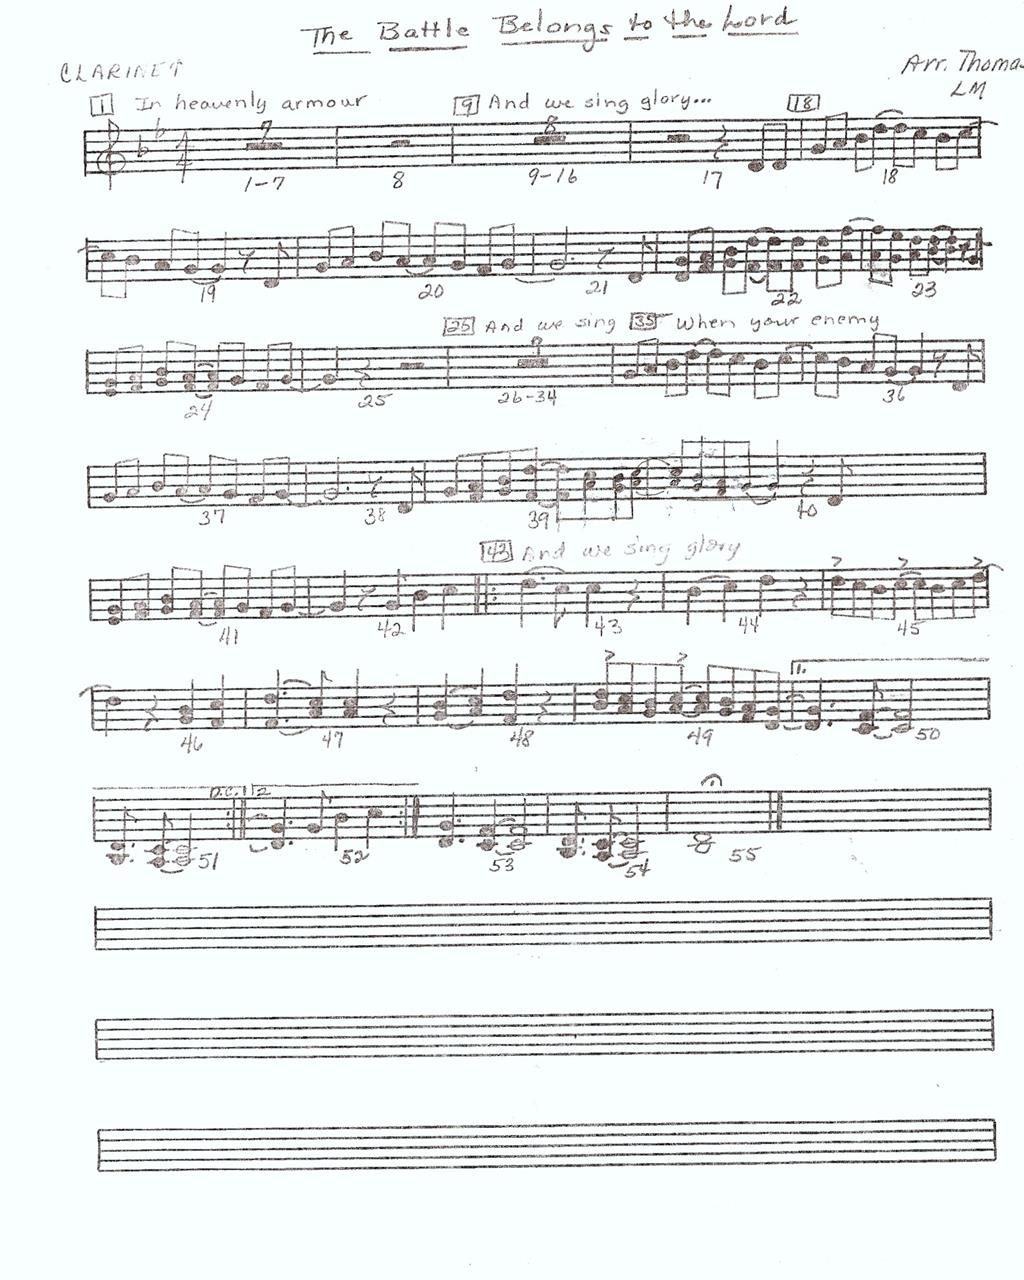 The Battle Belongs to the Lord
CLARINET
Arr. Thomas
LM
1 In heavenly armour 9 And we sing glory... 18
7 8
1-7 8 9-16 17 18
19 20 21 22 23
25 And we sing 35 When your enemy
9
24 25 26-34 36
37 38 39 40
43 And we sing glory
41 42 43 44 45
1.
46 47 48 49 50
D.C. 1 2
51 52 53 54 55